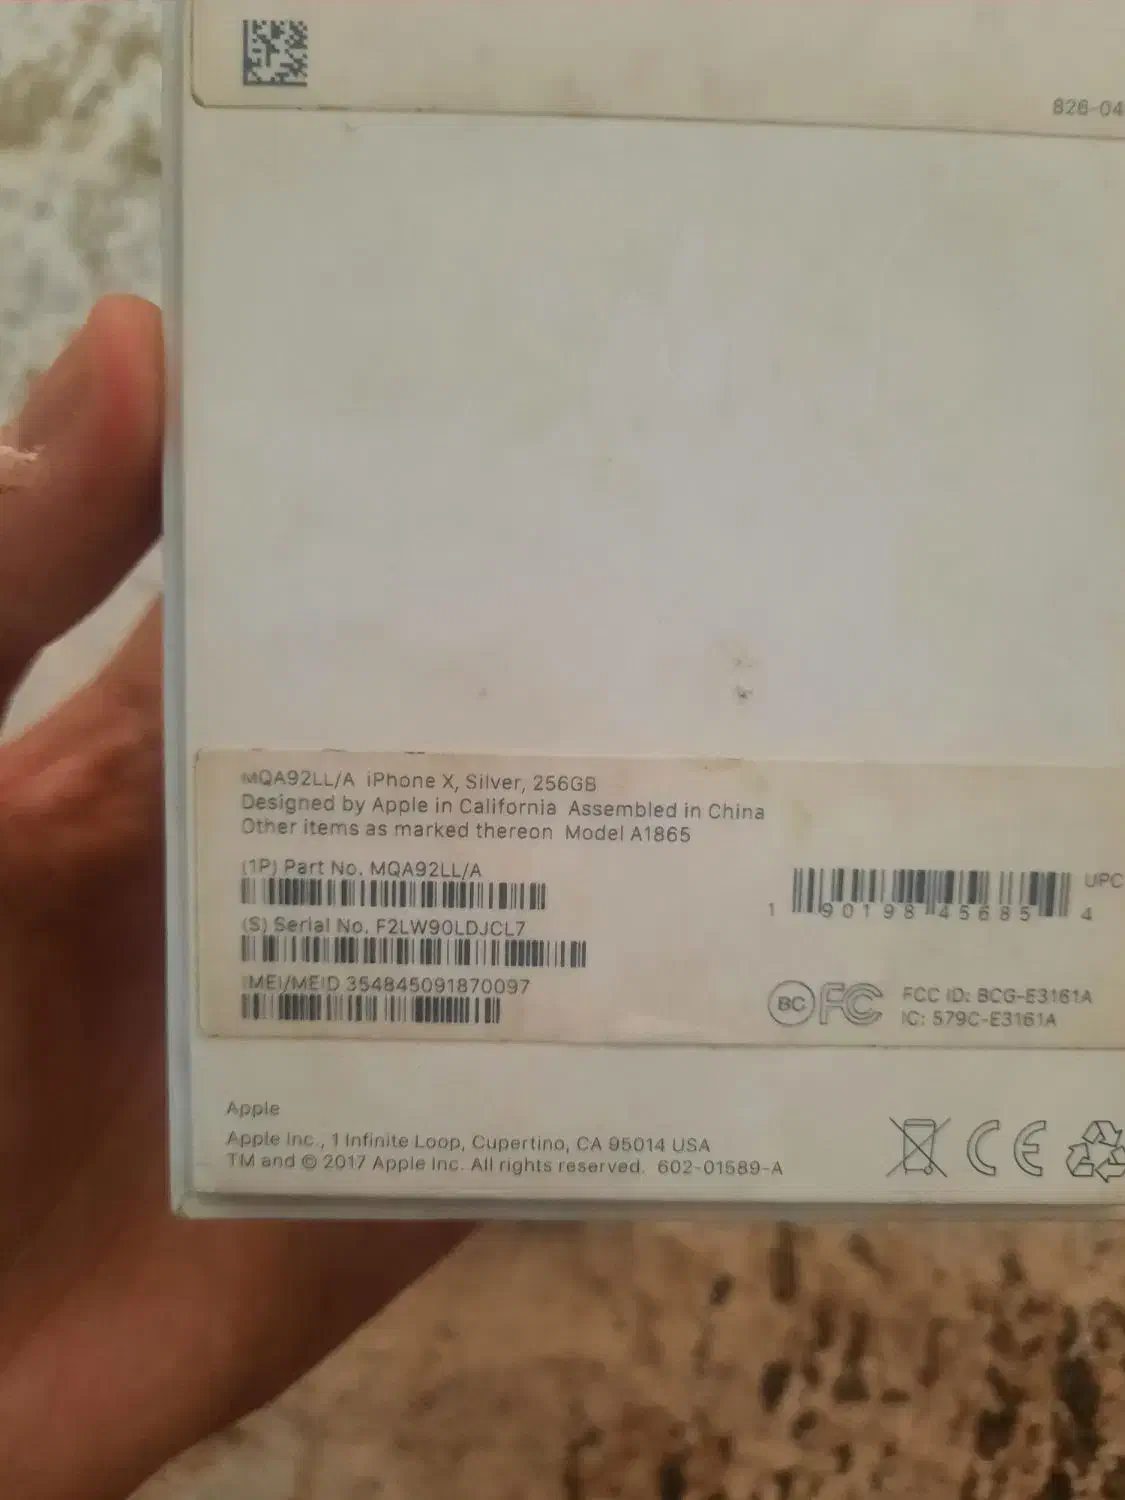 826-04
MQA92LL/A iPhone X, Silver, 256GB
Designed by Apple in California Assembled in China
Other items as marked thereon Model A1865
(1P) Part No. MQA92LL/A
(S) Serial No. F2LW90LDJCL7
IMEI/MEID 354845091870097
UPC
1 90198 45685 4
BC FC
FCC ID: BCG-E3161A
IC: 579C-E3161A
Apple
Apple Inc., 1 Infinite Loop, Cupertino, CA 95014 USA
TM and © 2017 Apple Inc. All rights reserved. 602-01589-A
CE